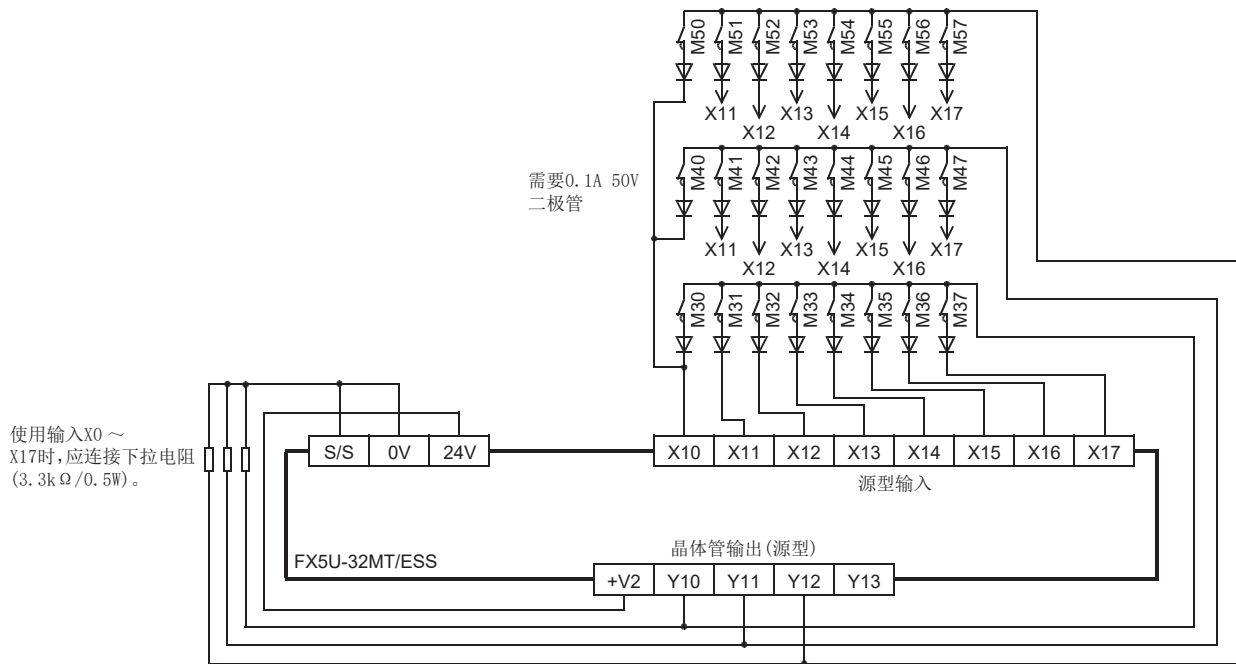 M50 M51 M52 M53 M54 M55 M56 M57
X11 X13 X15 X17
X12 X14 X16
M40 M41 M42 M43 M44 M45 M46 M47
需要0.1A 50V
二极管
X11 X13 X15 X17
X12 X14 X16
M30 M31 M32 M33 M34 M35 M36 M37
使用输入X0～
X17时,应连接下拉电阻
(3.3kΩ/0.5W)。
S/S 0V 24V
X10 X11 X12 X13 X14 X15 X16 X17
源型输入
晶体管输出(源型)
FX5U-32MT/ESS
+V2 Y10 Y11 Y12 Y13